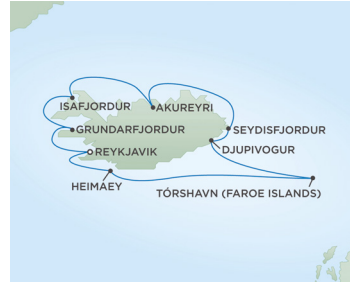 ISAFJORDUR
AKUREYRI
GRUNDARFJORDUR
SEYDISFJORDUR
REYKJAVIK
DJUPIVOGUR
HEIMAEY
TÓRSHAVN (FAROE ISLANDS)